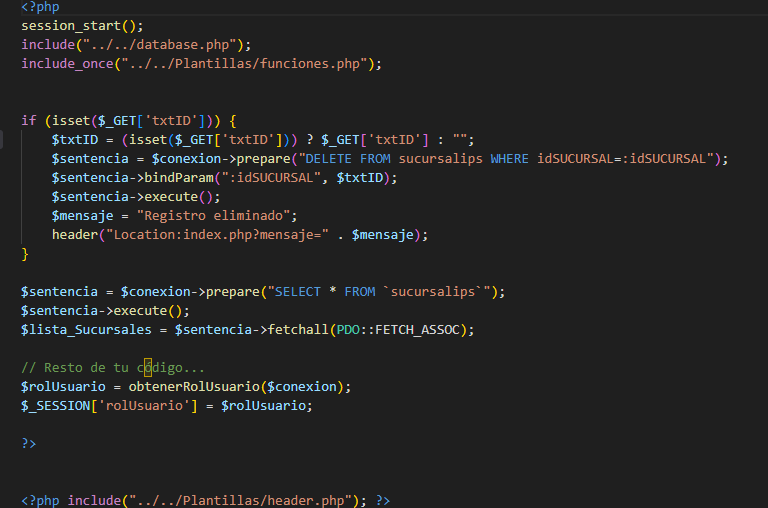 <?php
session_start();
include("../../database.php");
include_once("../../Plantillas/funciones.php");
if (isset($_GET['txtID'])) {
$txtID = (isset($_GET['txtID'])) ? $_GET['txtID'] : "";
$sentencia = $conexion->prepare("DELETE FROM sucursalips WHERE idSUCURSAL=:idSUCURSAL");
$sentencia->bindParam(":idSUCURSAL", $txtID);
$sentencia->execute();
$mensaje = "Registro eliminado";
header("Location:index.php?mensaje=" . $mensaje);
}
$sentencia = $conexion->prepare("SELECT * FROM `sucursalips`");
$sentencia->execute();
$lista_Sucursales = $sentencia->fetchall(PDO::FETCH_ASSOC);
// Resto de tu código...
$rolUsuario = obtenerRolUsuario($conexion);
$_SESSION['rolUsuario'] = $rolUsuario;
?>
<?php include("../../Plantillas/header.php"); ?>